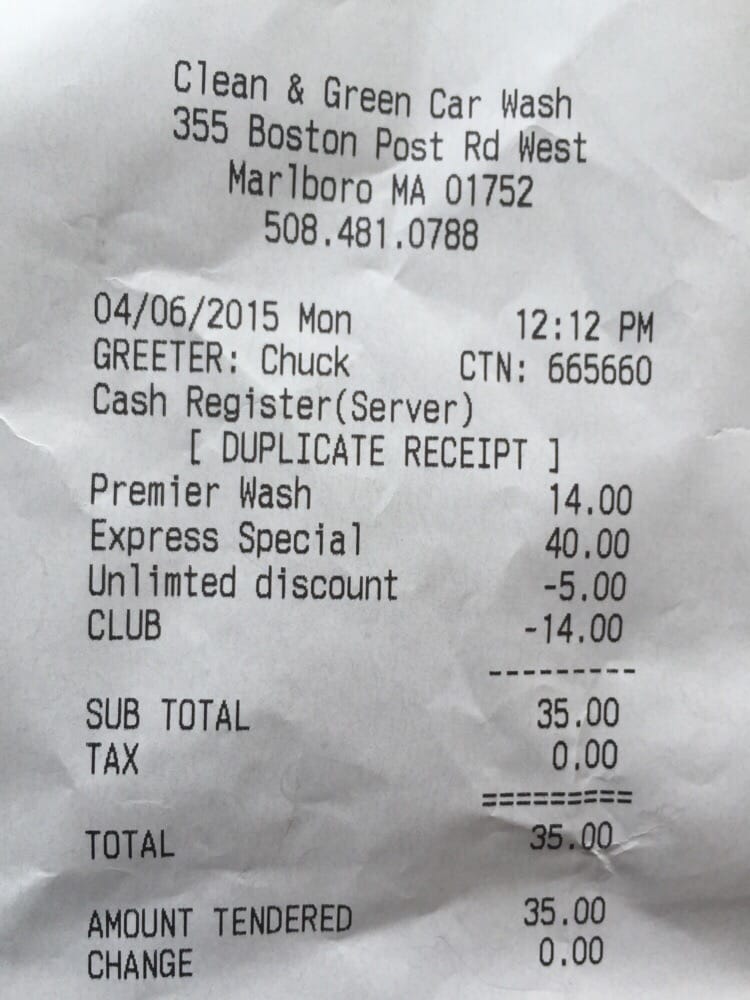 Clean & Green Car Wash
355 Boston Post Rd West
Marlboro MA 01752
508.481.0788
04/06/2015 Mon 12:12 PM
GREETER: Chuck CTN: 665660
Cash Register(Server)
[ DUPLICATE RECEIPT ]
Premier Wash 14.00
Express Special 40.00
Unlimted discount -5.00
CLUB -14.00
---------
SUB TOTAL 35.00
TAX 0.00
=========
TOTAL 35.00
AMOUNT TENDERED 35.00
CHANGE 0.00